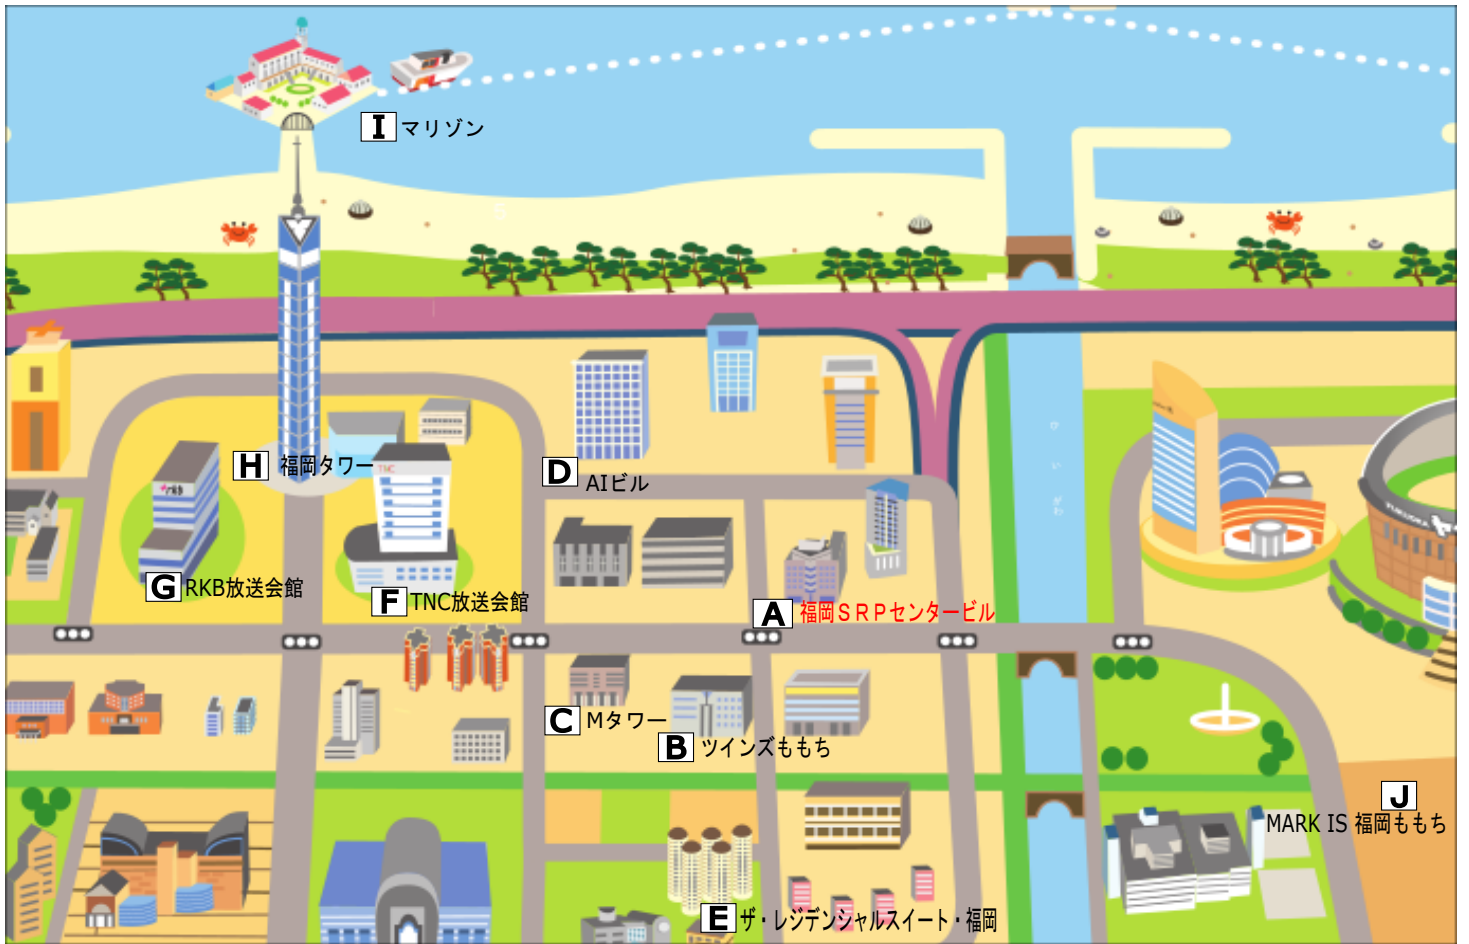 I マリゾン
H 福岡タワー
TNC
D AIビル
RKB
FUKUOKA
G RKB放送会館
F TNC放送会館
A 福岡ＳＲＰセンタービル
C Mタワー
B ツインズももち
J
MARK IS 福岡ももち
E ザ・レジデンシャルスイート・福岡